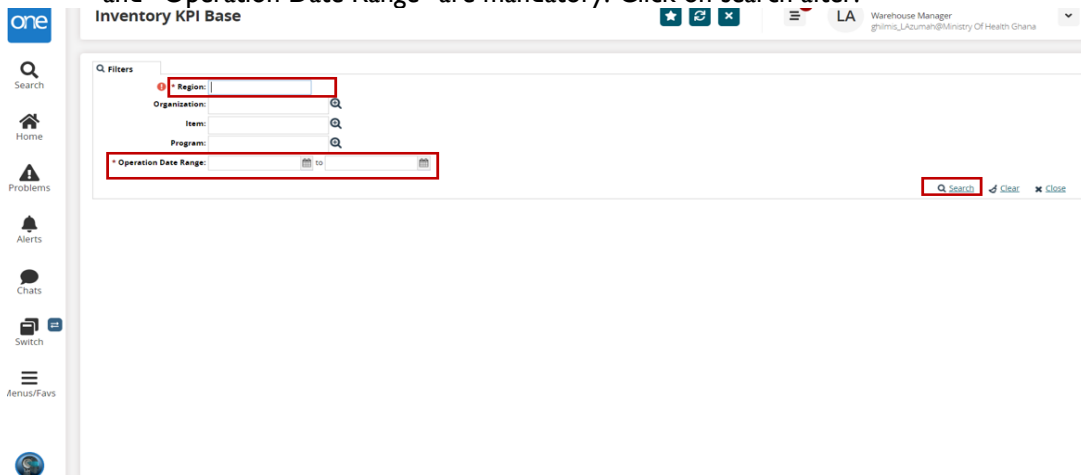 and "Operation Date Range" are mandatory. Click on search after.
one
Inventory KPI Base
LA
Warehouse Manager
ghilmis_LAzumah@Ministry Of Health Ghana
Search
Home
Problems
Alerts
Chats
Switch
Menus/Favs
Filters
* Region:
Organization:
Item:
Program:
* Operation Date Range: to
Search Clear Close